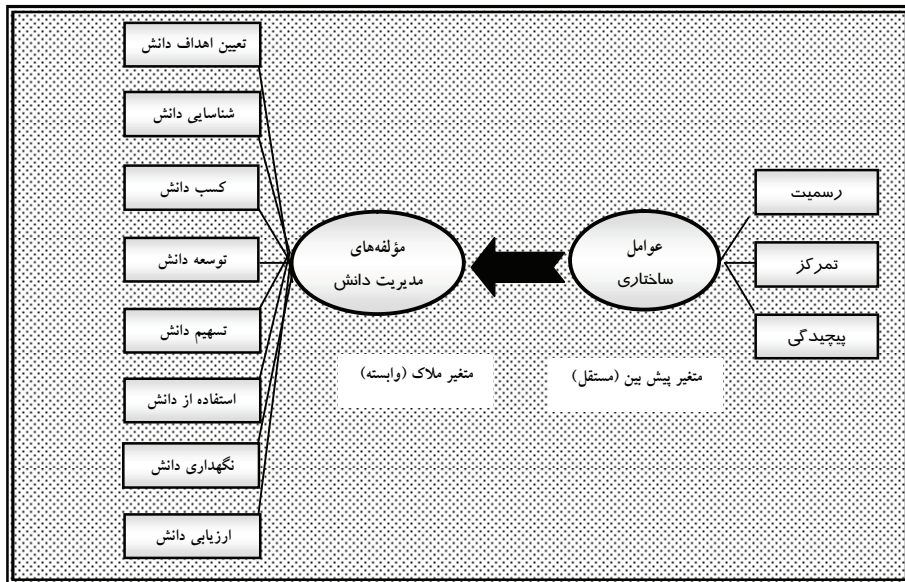 رسمیت
تمرکز
پیچیدگی
عوامل
ساختاری
متغیر پیش بین (مستقل)
مؤلفه‌های
مدیریت دانش
متغیر ملاک (وابسته)
تعیین اهداف دانش
شناسایی دانش
کسب دانش
توسعه دانش
تسهیم دانش
استفاده از دانش
نگهداری دانش
ارزیابی دانش